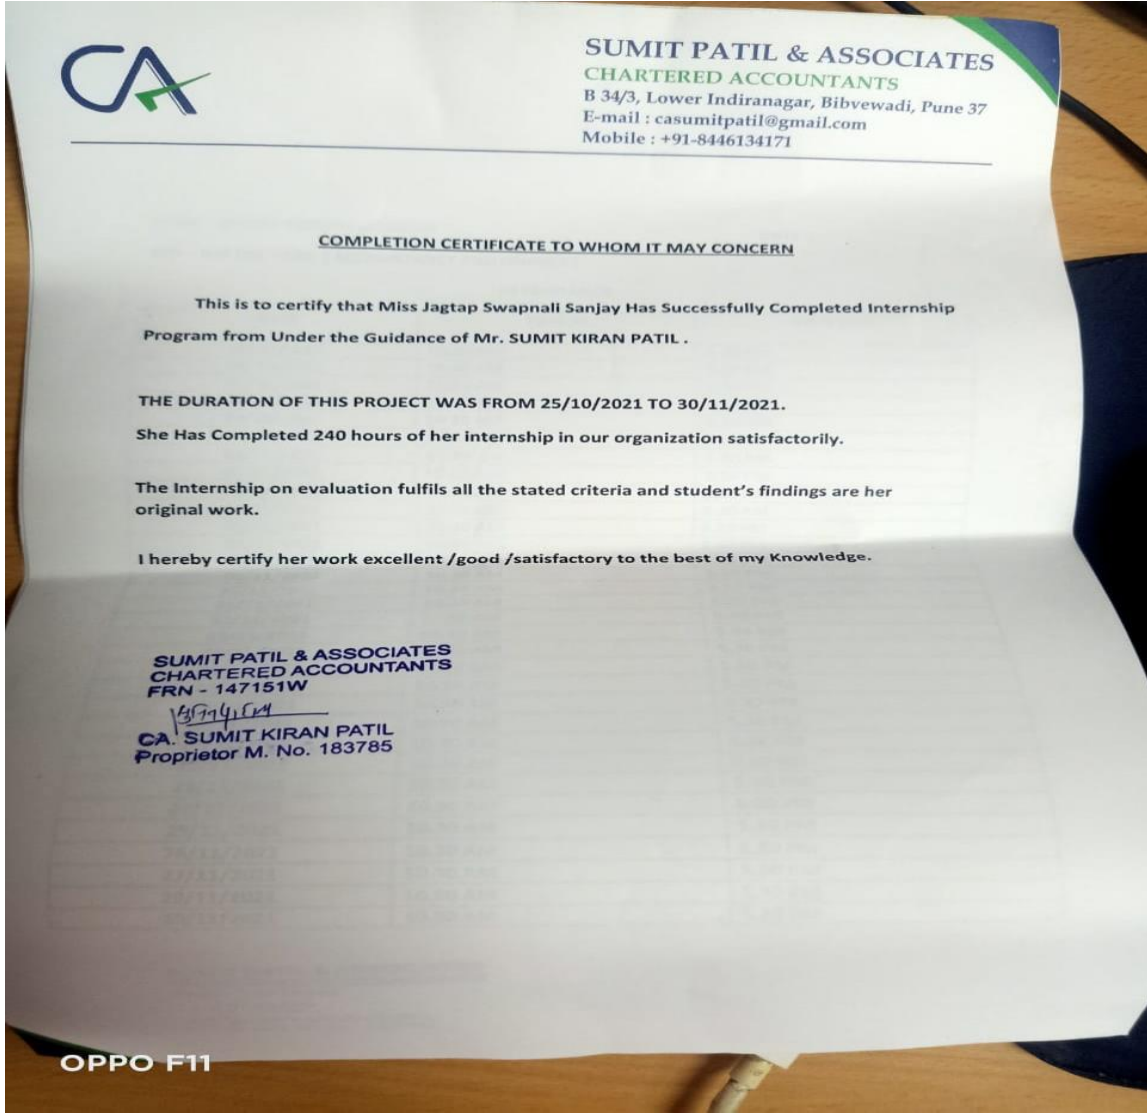 CA
SUMIT PATIL & ASSOCIATES
CHARTERED ACCOUNTANTS
B 34/3, Lower Indiranagar, Bibvewadi, Pune 37
E-mail : casumitpatil@gmail.com
Mobile : +91-8446134171
COMPLETION CERTIFICATE TO WHOM IT MAY CONCERN
This is to certify that Miss Jagtap Swapnali Sanjay Has Successfully Completed Internship
Program from Under the Guidance of Mr. SUMIT KIRAN PATIL .
THE DURATION OF THIS PROJECT WAS FROM 25/10/2021 TO 30/11/2021.
She Has Completed 240 hours of her internship in our organization satisfactorily.
The Internship on evaluation fulfils all the stated criteria and student's findings are her
original work.
I hereby certify her work excellent /good /satisfactory to the best of my Knowledge.
SUMIT PATIL & ASSOCIATES
CHARTERED ACCOUNTANTS
FRN - 147151W
CA. SUMIT KIRAN PATIL
Proprietor M. No. 183785
OPPO F11